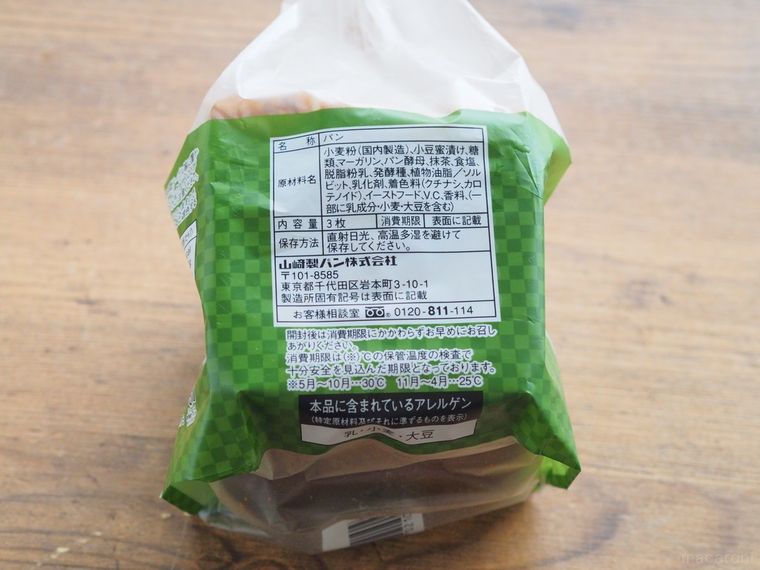 名 称 パン
原材料名 小麦粉(国内製造)、小豆蜜漬け、糖
類、マーガリン、パン酵母、抹茶、食塩、
脱脂粉乳、発酵種、植物油脂/ソル
ビット、乳化剤、着色料(クチナシ、カロ
テノイド)、イーストフード、V.C、香料、(一
部に乳成分・小麦・大豆を含む)
内容量 3枚 消費期限 表面に記載
保存方法 直射日光、高温多湿を避けて
保存してください。
山崎製パン株式会社
〒101-8585
東京都千代田区岩本町3-10-1
製造所固有記号は表面に記載
お客様相談室 0120-811-114
開封後は消費期限にかかわらずお早めにお召し
あがりください。
消費期限は(※)℃の保管温度の検査で
十分安全を見込んだ期限となっております。
※5月〜10月…30℃ 11月〜4月…25℃
本品に含まれているアレルゲン
(特定原材料及びそれに準ずるものを表示)
乳・小麦・大豆
macaroni